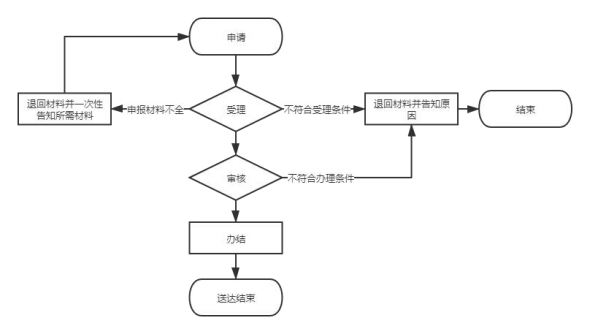 申请
退回材料并一次性
告知所需材料
申报材料不全
受理
不符合受理条件
退回材料并告知原
因
结束
审核
不符合办理条件
办结
送达结束